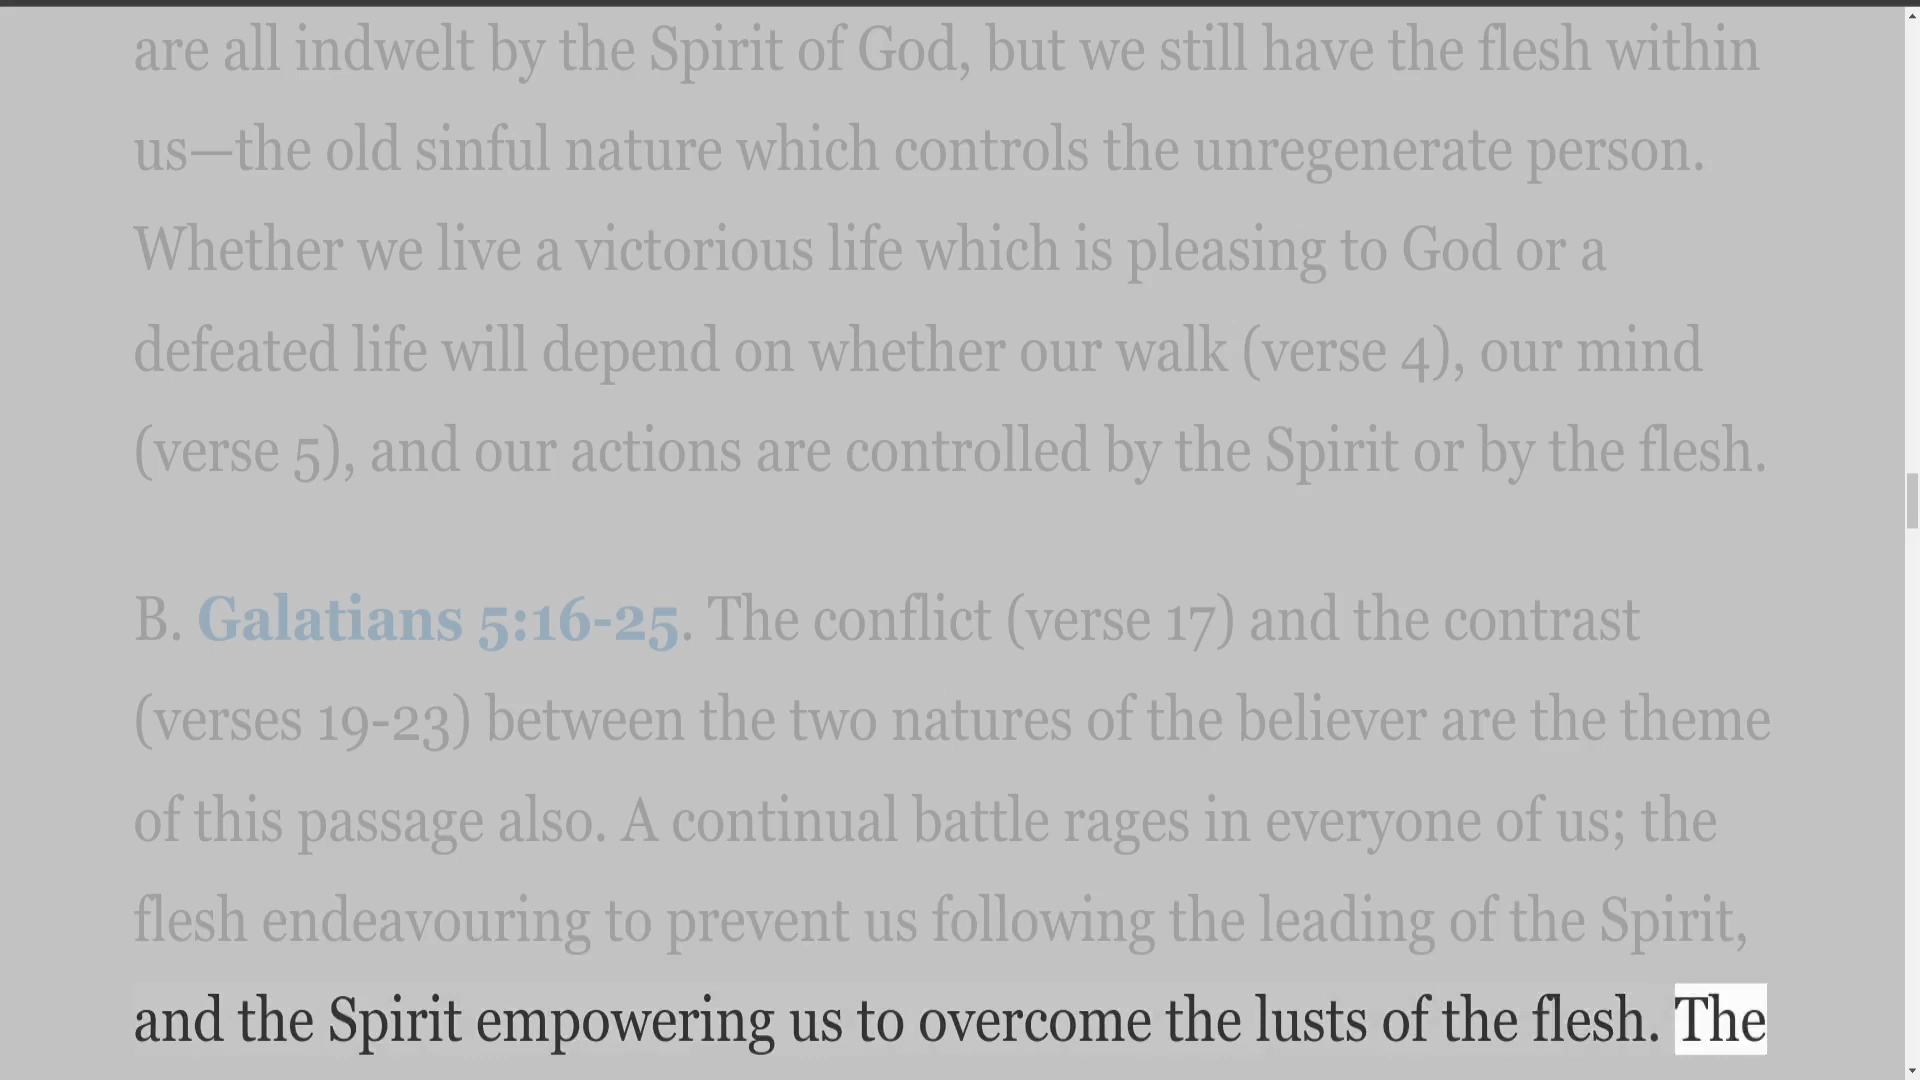 are all indwelt by the Spirit of God, but we still have the flesh within
us—the old sinful nature which controls the unregenerate person.
Whether we live a victorious life which is pleasing to God or a
defeated life will depend on whether our walk (verse 4), our mind
(verse 5), and our actions are controlled by the Spirit or by the flesh.
B. Galatians 5:16-25. The conflict (verse 17) and the contrast
(verses 19-23) between the two natures of the believer are the theme
of this passage also. A continual battle rages in everyone of us; the
flesh endeavouring to prevent us following the leading of the Spirit,
and the Spirit empowering us to overcome the lusts of the flesh. The